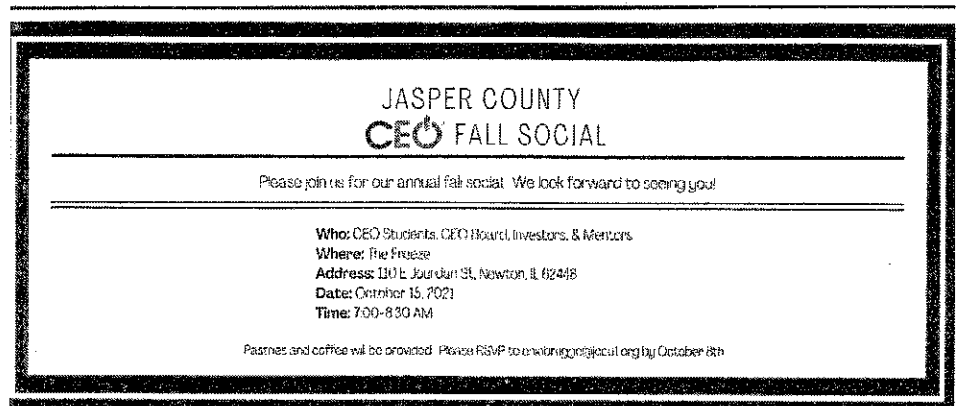 JASPER COUNTY
CEO FALL SOCIAL
Please join us for our annual fall social. We look forward to seeing you!
Who: CEO Students, CEO Board, Investors, & Mentors
Where: The Freeze
Address: E Jourdan St, Newton, IL 62448
Date: October 15, 2021
Time: 7:00-8:30 AM
Pastries and coffee will be provided. Please RSVP to by October 8th